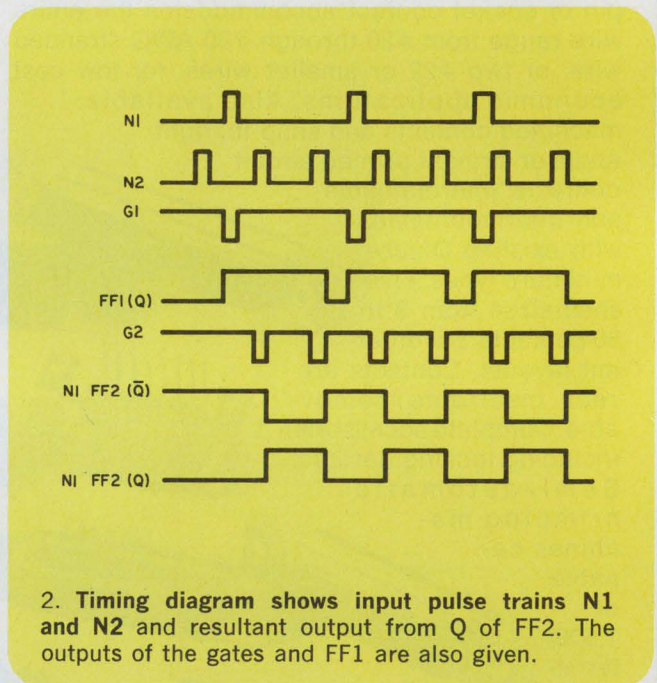 N1
N2
G1
FF1(Q)
G2
N1 FF2 (Q̅)
N1 FF2 (Q)
2. Timing diagram shows input pulse trains N1
and N2 and resultant output from Q of FF2. The
outputs of the gates and FF1 are also given.